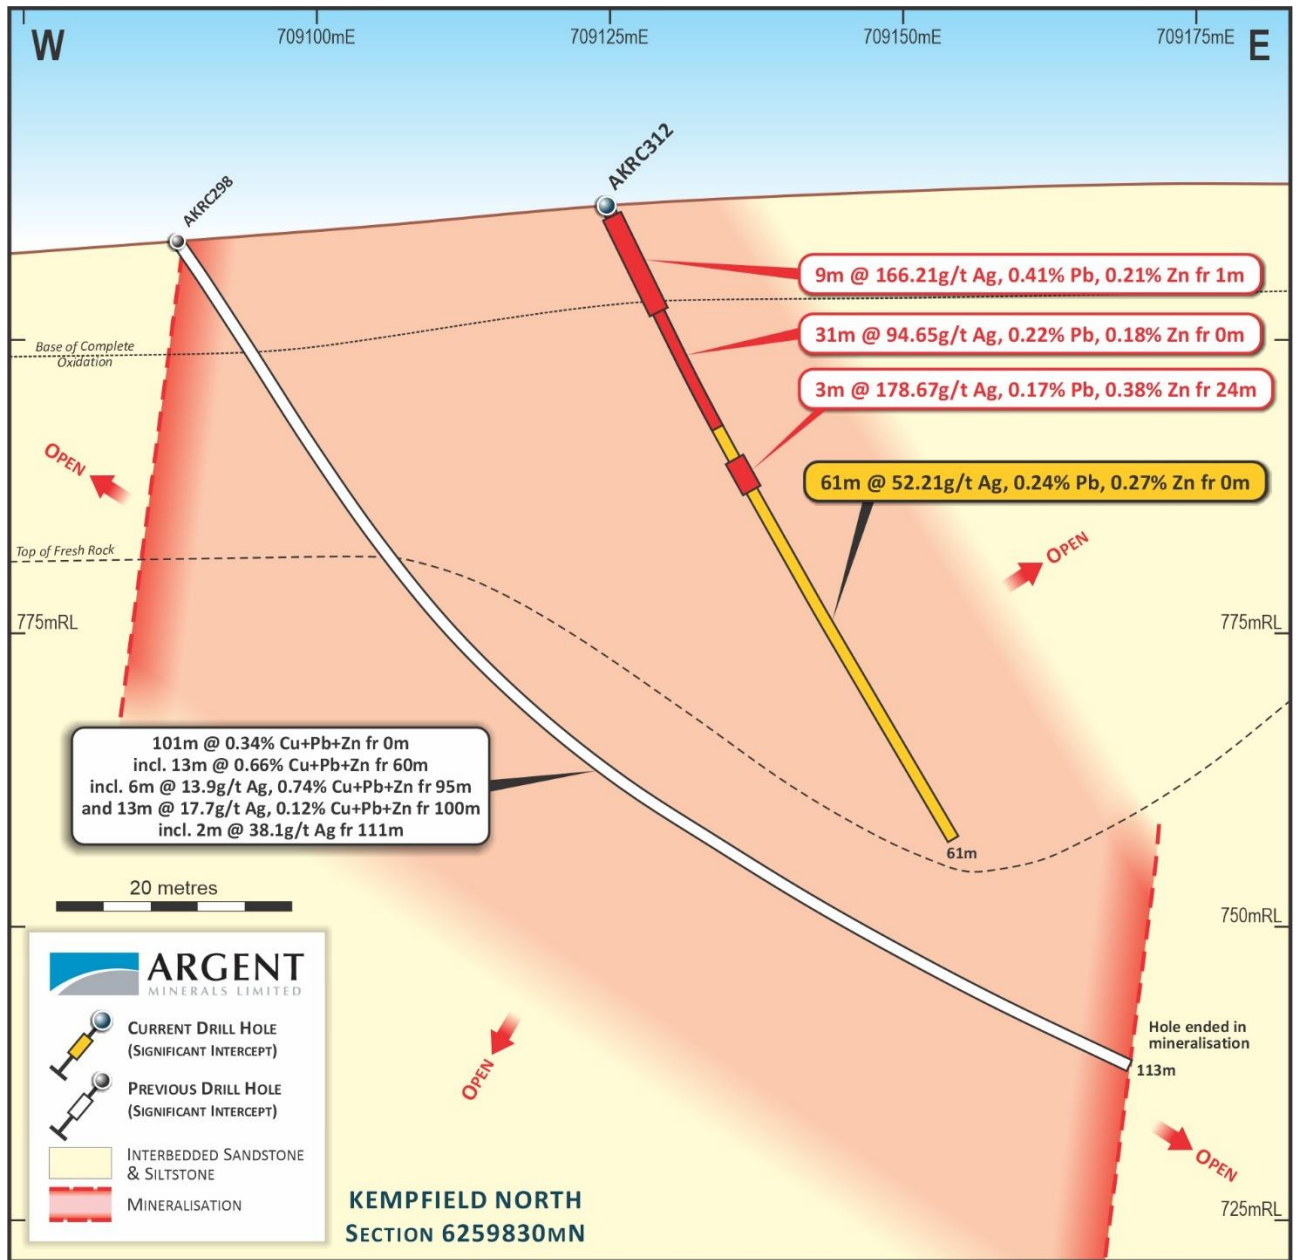 W
709100mE
709125mE
709150mE
709175mE
E
AKRC298
AKRC312
9m @ 166.21g/t Ag, 0.41% Pb, 0.21% Zn fr 1m
31m @ 94.65g/t Ag, 0.22% Pb, 0.18% Zn fr 0m
3m @ 178.67g/t Ag, 0.17% Pb, 0.38% Zn fr 24m
61m @ 52.21g/t Ag, 0.24% Pb, 0.27% Zn fr 0m
Base of Complete
Oxidation
OPEN
OPEN
Top of Fresh Rock
775mRL
775mRL
101m @ 0.34% Cu+Pb+Zn fr 0m
incl. 13m @ 0.66% Cu+Pb+Zn fr 60m
incl. 6m @ 13.9g/t Ag, 0.74% Cu+Pb+Zn fr 95m
and 13m @ 17.7g/t Ag, 0.12% Cu+Pb+Zn fr 100m
incl. 2m @ 38.1g/t Ag fr 111m
61m
20 metres
750mRL
ARGENT
MINERALS LIMITED
CURRENT DRILL HOLE
(SIGNIFICANT INTERCEPT)
PREVIOUS DRILL HOLE
(SIGNIFICANT INTERCEPT)
INTERBEDDED SANDSTONE
& SILTSTONE
MINERALISATION
OPEN
Hole ended in
mineralisation
113m
OPEN
KEMPFIELD NORTH
SECTION 6259830MN
725mRL